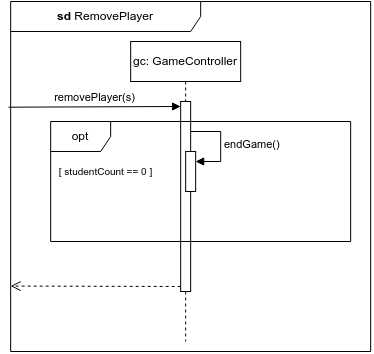 sd RemovePlayer
gc: GameController
removePlayer(s)
opt
endGame()
[ studentCount == 0 ]